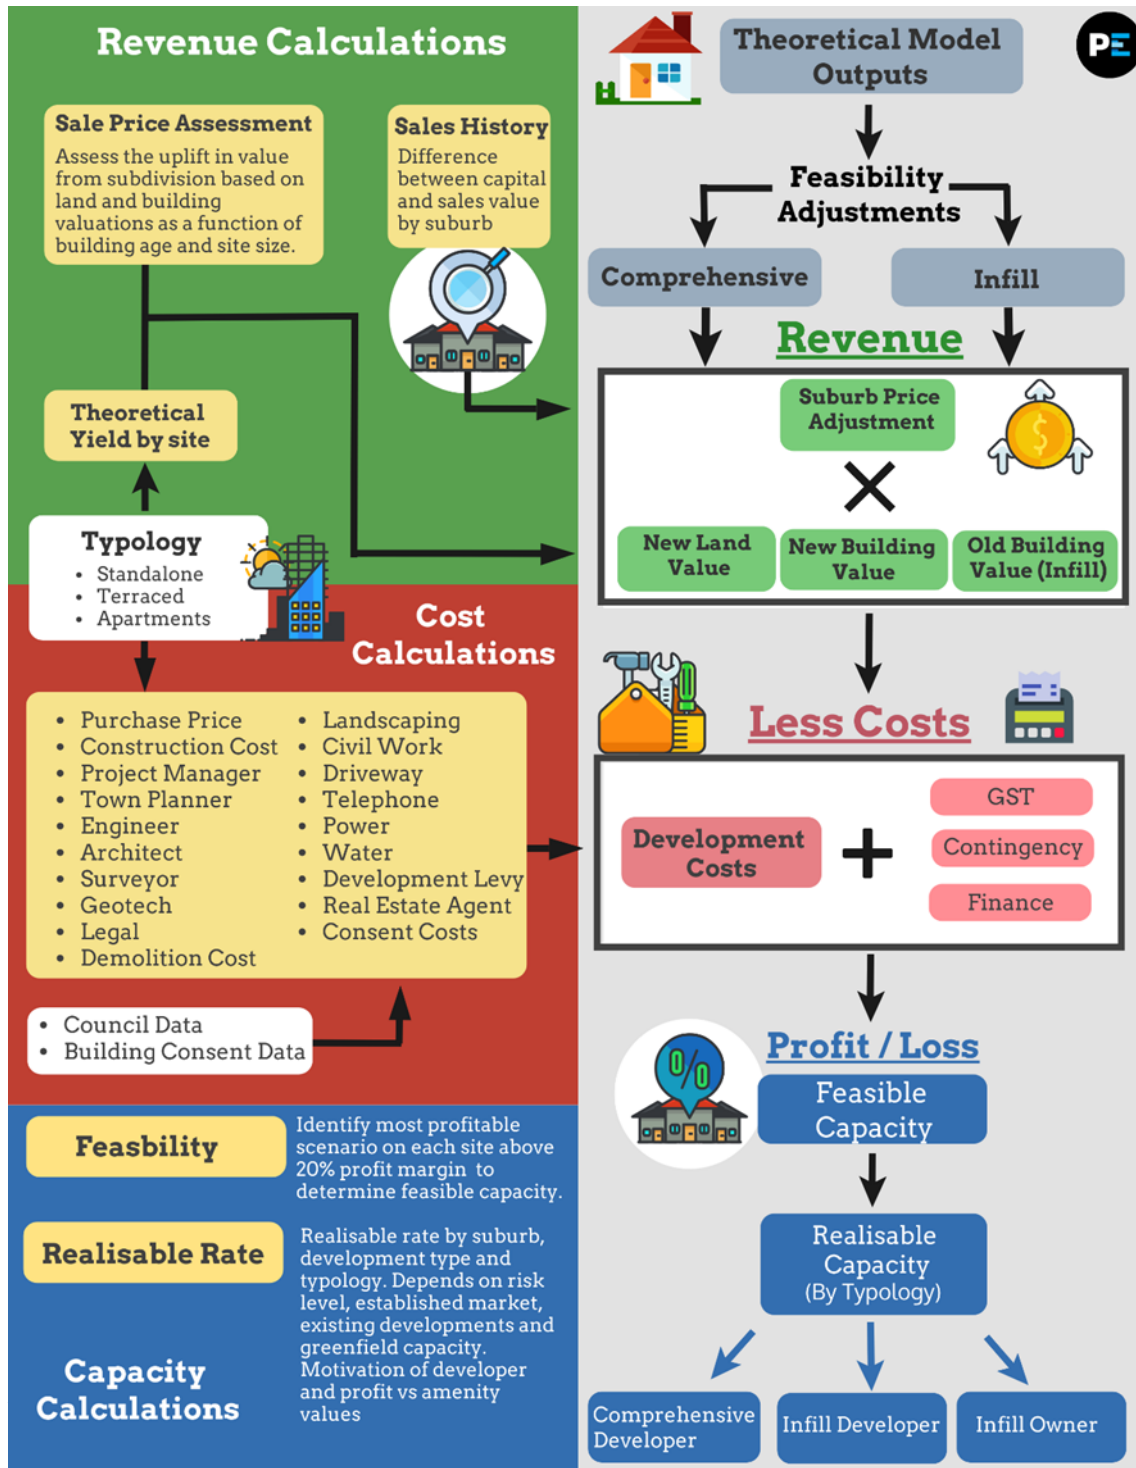 Revenue Calculations
Sale Price Assessment
Assess the uplift in value
from subdivision based on
land and building
valuations as a function of
building age and site size.
Sales History
Difference
between capital
and sales value
by suburb
Theoretical
Yield by site
Typology
• Standalone
• Terraced
• Apartments
Cost
Calculations
• Purchase Price
• Construction Cost
• Project Manager
• Town Planner
• Engineer
• Architect
• Surveyor
• Geotech
• Legal
• Demolition Cost
• Landscaping
• Civil Work
• Driveway
• Telephone
• Power
• Water
• Development Levy
• Real Estate Agent
• Consent Costs
• Council Data
• Building Consent Data
Feasbility
Identify most profitable
scenario on each site above
20% profit margin to
determine feasible capacity.
Realisable Rate
Realisable rate by suburb,
development type and
typology. Depends on risk
level, established market,
existing developments and
greenfield capacity.
Motivation of developer
and profit vs amenity
values
Capacity
Calculations
Theoretical Model
Outputs
PE
Feasibility
Adjustments
Comprehensive
Infill
Revenue
Suburb Price
Adjustment
$
New Land
Value
New Building
Value
Old Building
Value (Infill)
Less Costs
Development
Costs
GST
Contingency
Finance
Profit / Loss
%
Feasible
Capacity
Realisable
Capacity
(By Typology)
Comprehensive
Developer
Infill Developer
Infill Owner